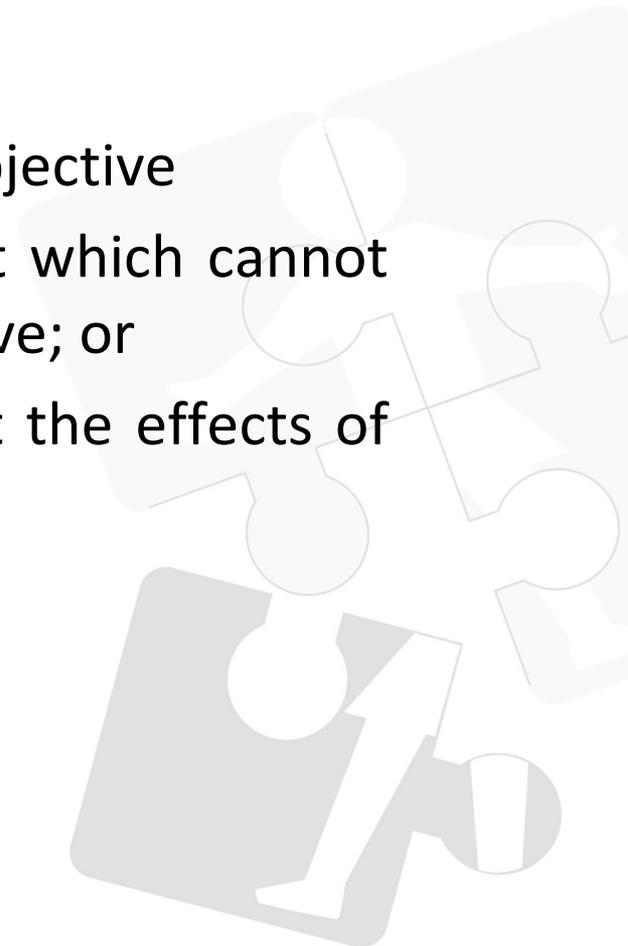 jective
which cannot
ve; or
the effects of